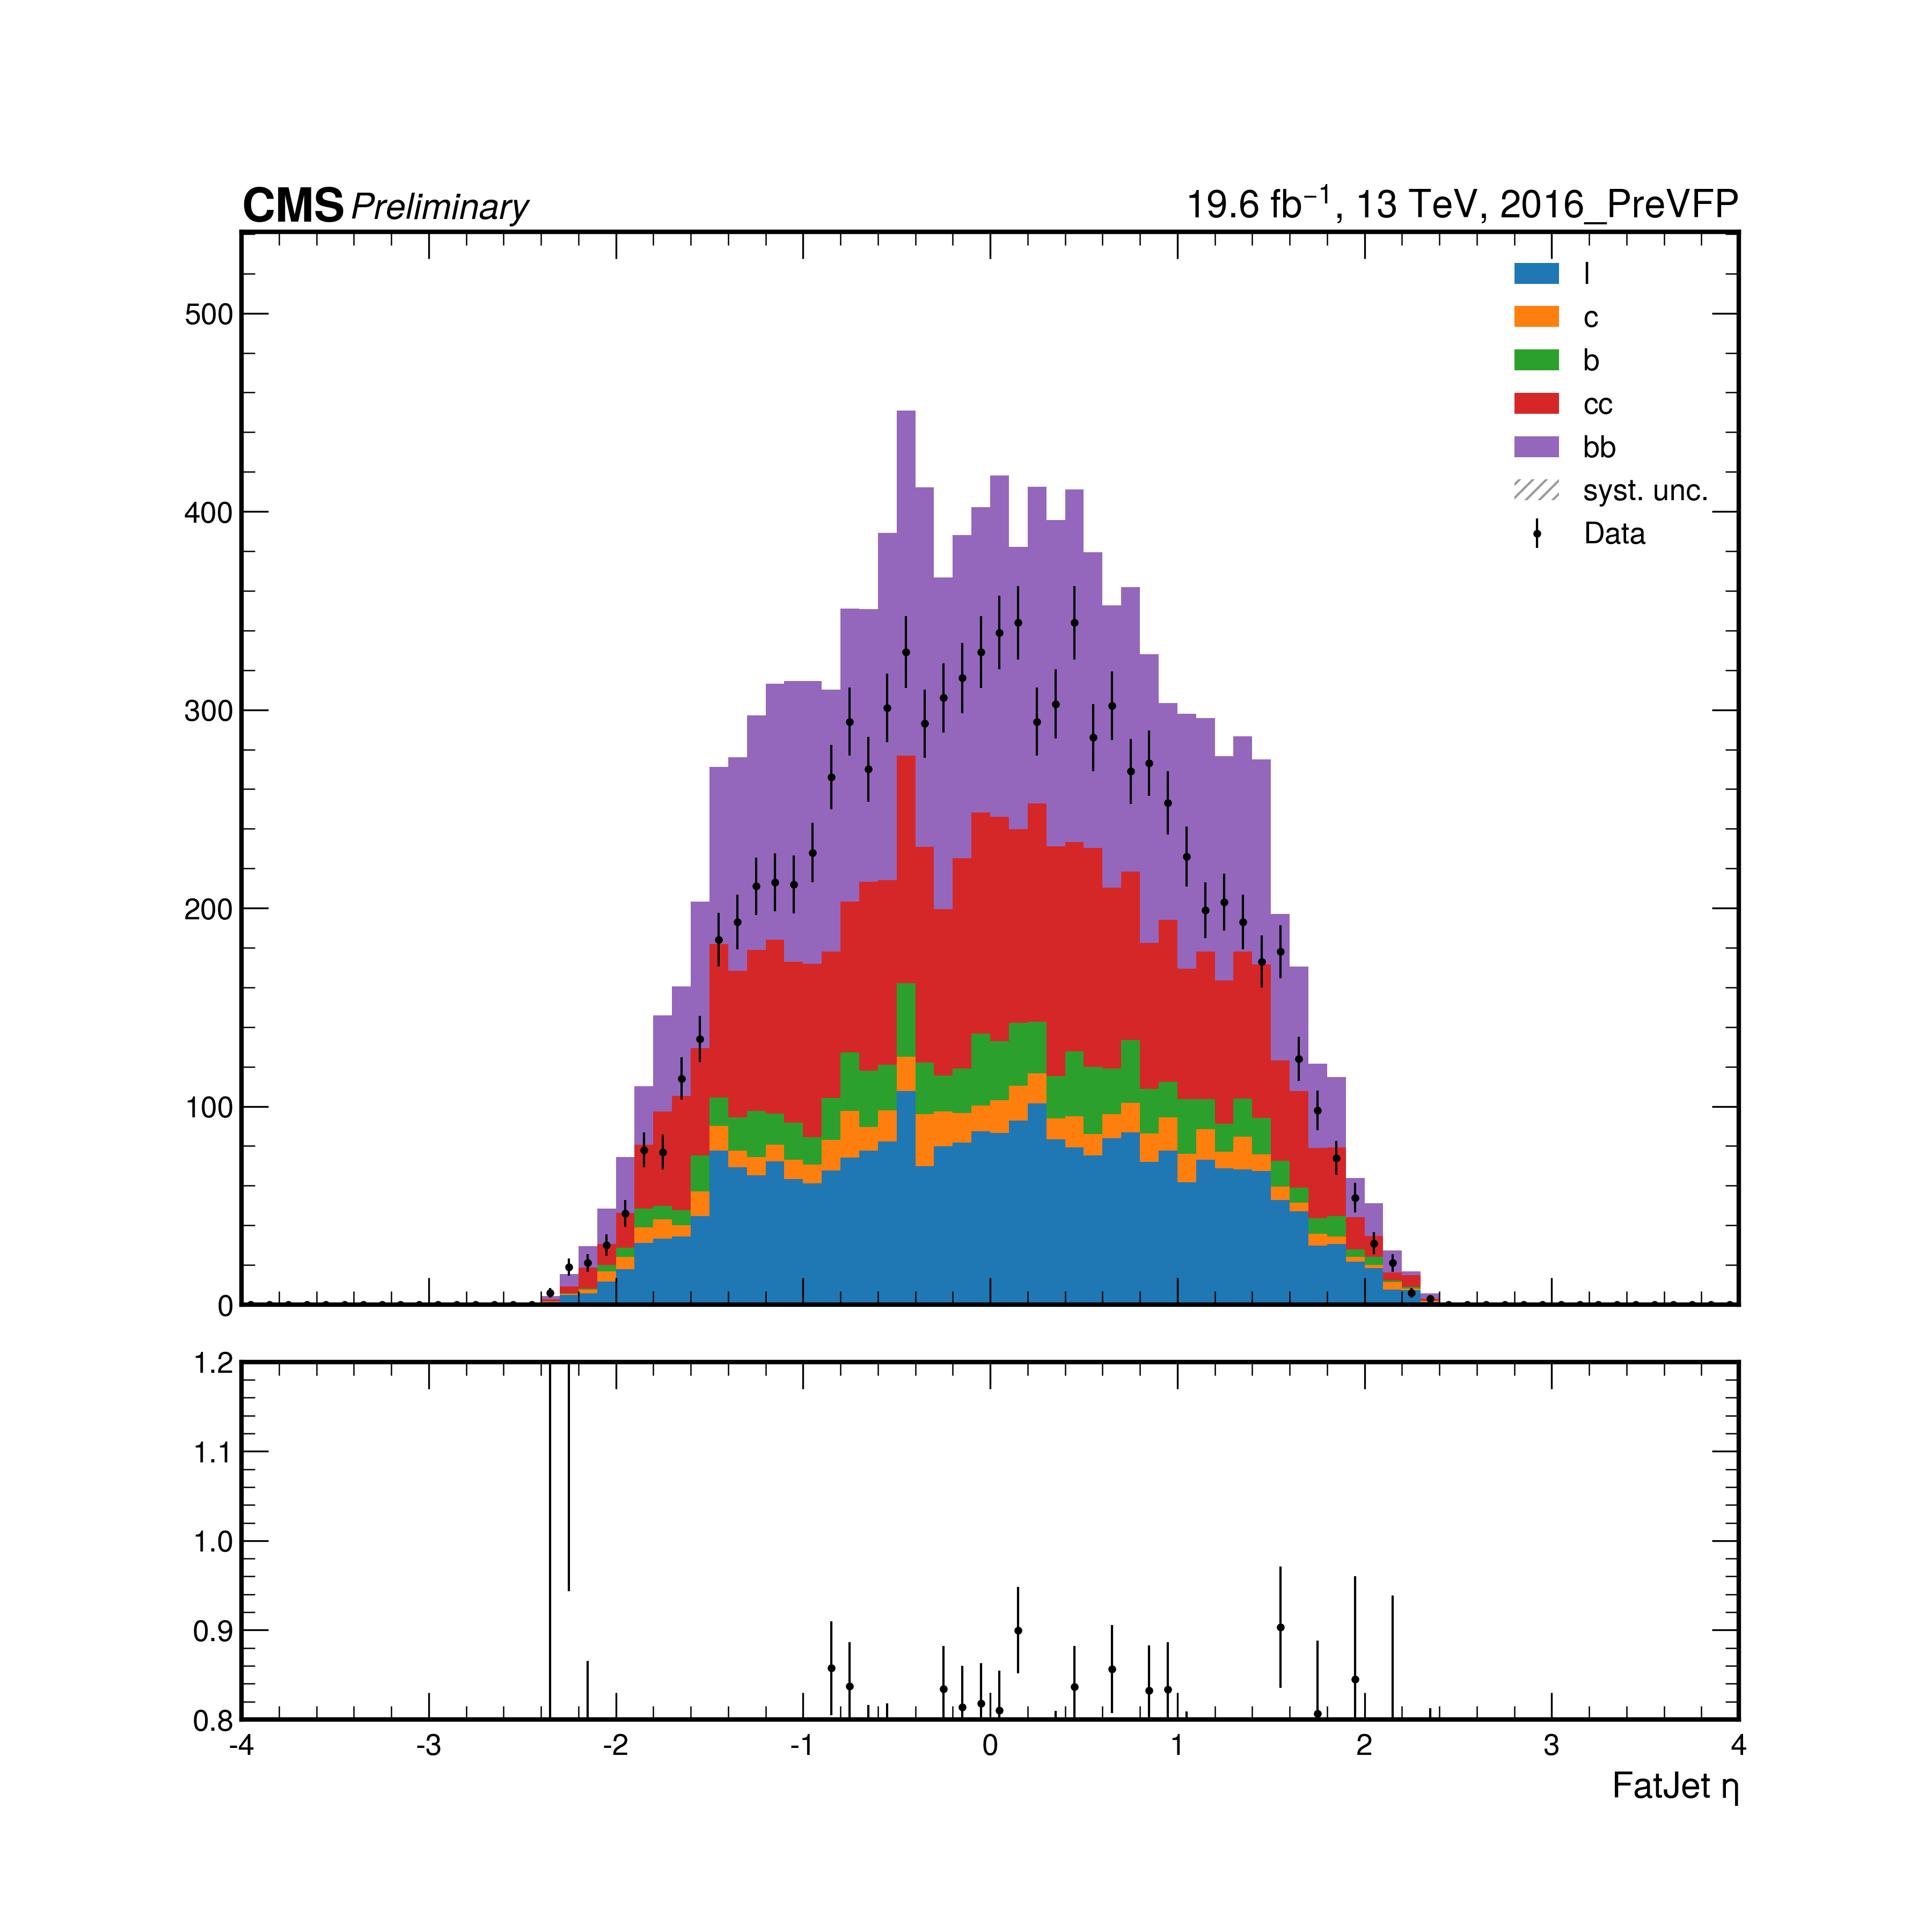 CMS Preliminary
19.6 fb⁻¹, 13 TeV, 2016_PreVFP
l
c
b
cc
bb
syst. unc.
Data
500
400
300
200
100
0
1.2
1.1
1.0
0.9
0.8
-4 -3 -2 -1 0 1 2 3 4
FatJet η